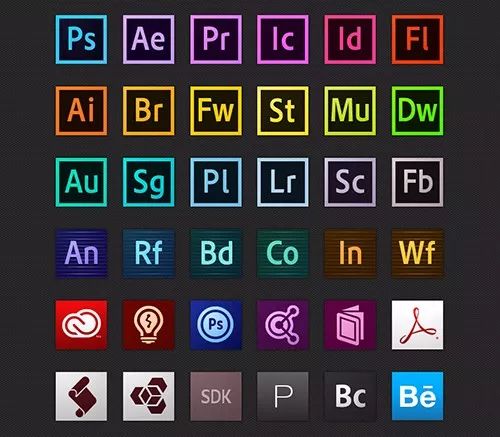 Ps Ae Pr Ic Id Fl
Ai Br Fw St Mu Dw
Au Sg Pl Lr Sc Fb
An Rf Bd Co In Wf
Ps
SDK P Bc Bē